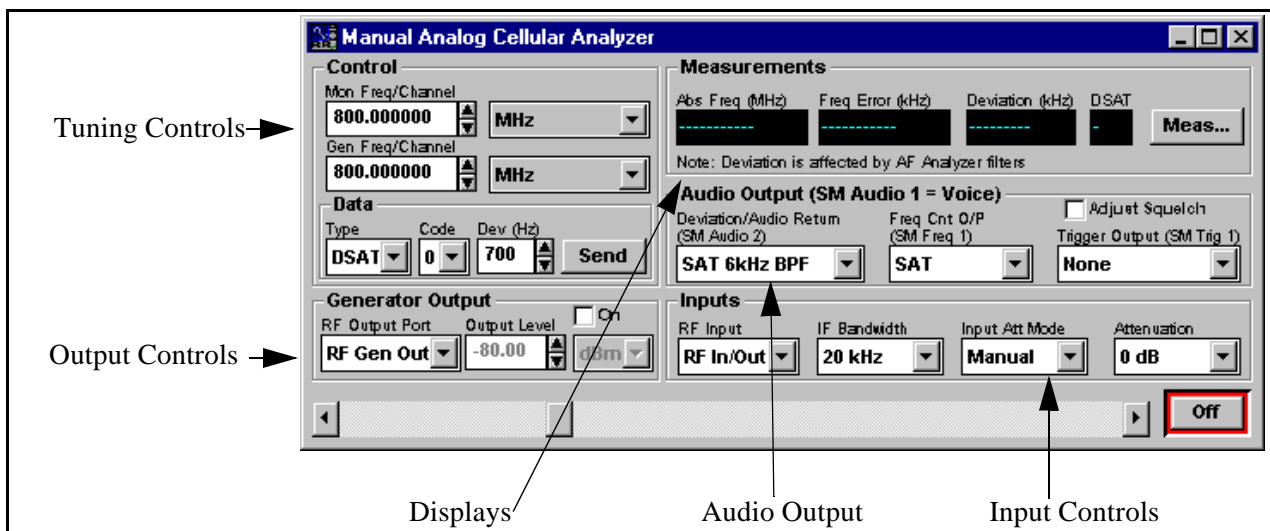 Manual Analog Cellular Analyzer
Control
Mon Freq/Channel
800.000000 MHz
Gen Freq/Channel
800.000000 MHz
Data
Type Code Dev (Hz)
DSAT 0 700 Send
Generator Output
On
RF Output Port Output Level
RF Gen Out -80.00 dBm
Measurements
Abs Freq (MHz) Freq Error (kHz) Deviation (kHz) DSAT
----------- ----------- --------- -
Meas...
Note: Deviation is affected by AF Analyzer filters
Audio Output (SM Audio 1 = Voice)
Adjust Squelch
Deviation/Audio Return
(SM Audio 2)
Freq Cnt O/P
(SM Freq 1)
Trigger Output (SM Trig 1)
SAT 6kHz BPF SAT None
Inputs
RF Input IF Bandwidth Input Att Mode Attenuation
RF In/Out 20 kHz Manual 0 dB
Off
Tuning Controls
Output Controls
Displays
Audio Output
Input Controls